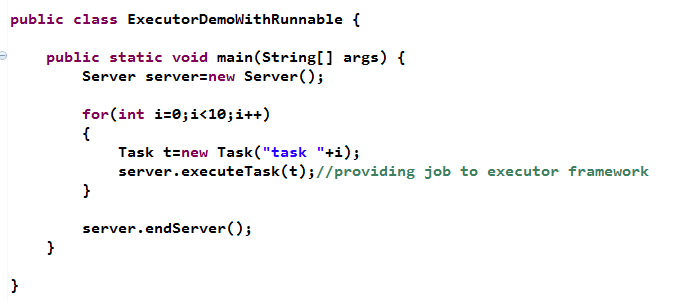 public class ExecutorDemoWithRunnable {
public static void main(String[] args) {
Server server=new Server();
for(int i=0;i<10;i++)
{
Task t=new Task("task "+i);
server.executeTask(t);//providing job to executor framework
}
server.endServer();
}
}